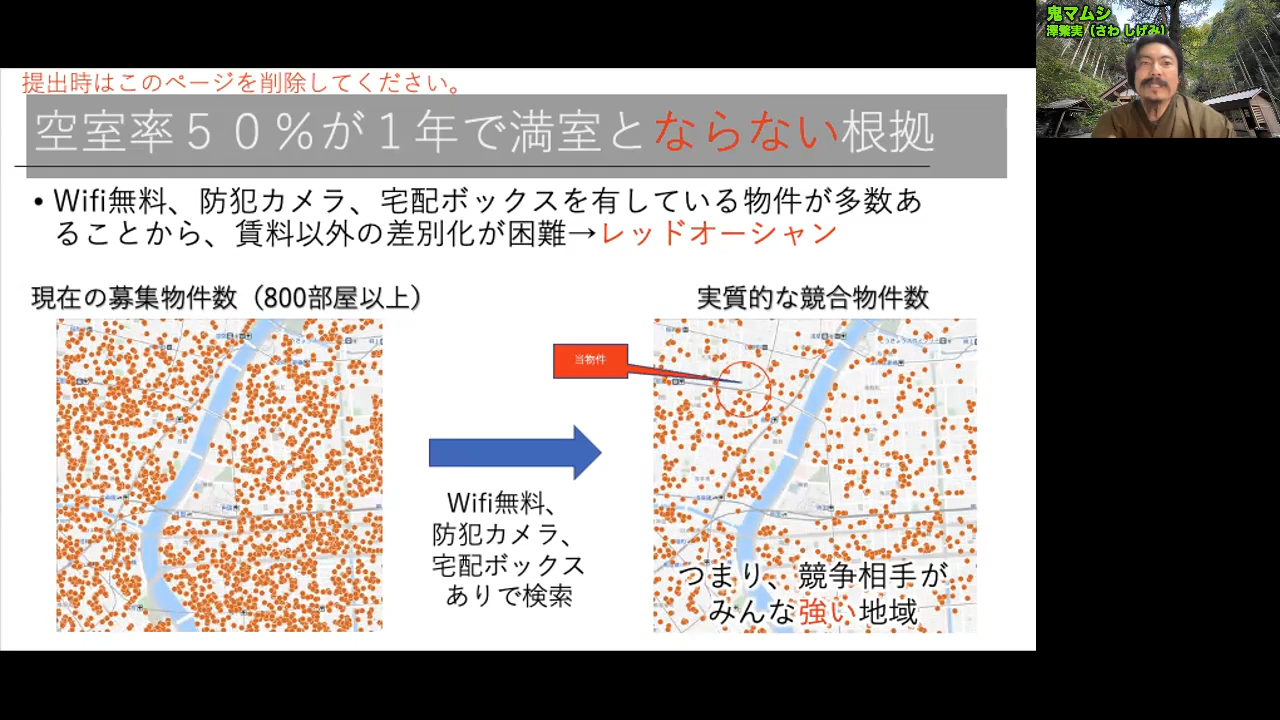 提出時はこのページを削除してください。
空室率５０％が１年で満室とならない根拠
• Wifi無料、防犯カメラ、宅配ボックスを有している物件が多数あ
ることから、賃料以外の差別化が困難→レッドオーシャン
現在の募集物件数（800部屋以上）
実質的な競合物件数
当物件
Wifi無料、
防犯カメラ、
宅配ボックス
ありで検索
つまり、競争相手が
みんな強い地域
鬼マムシ
澤繁実（さわ しげみ）